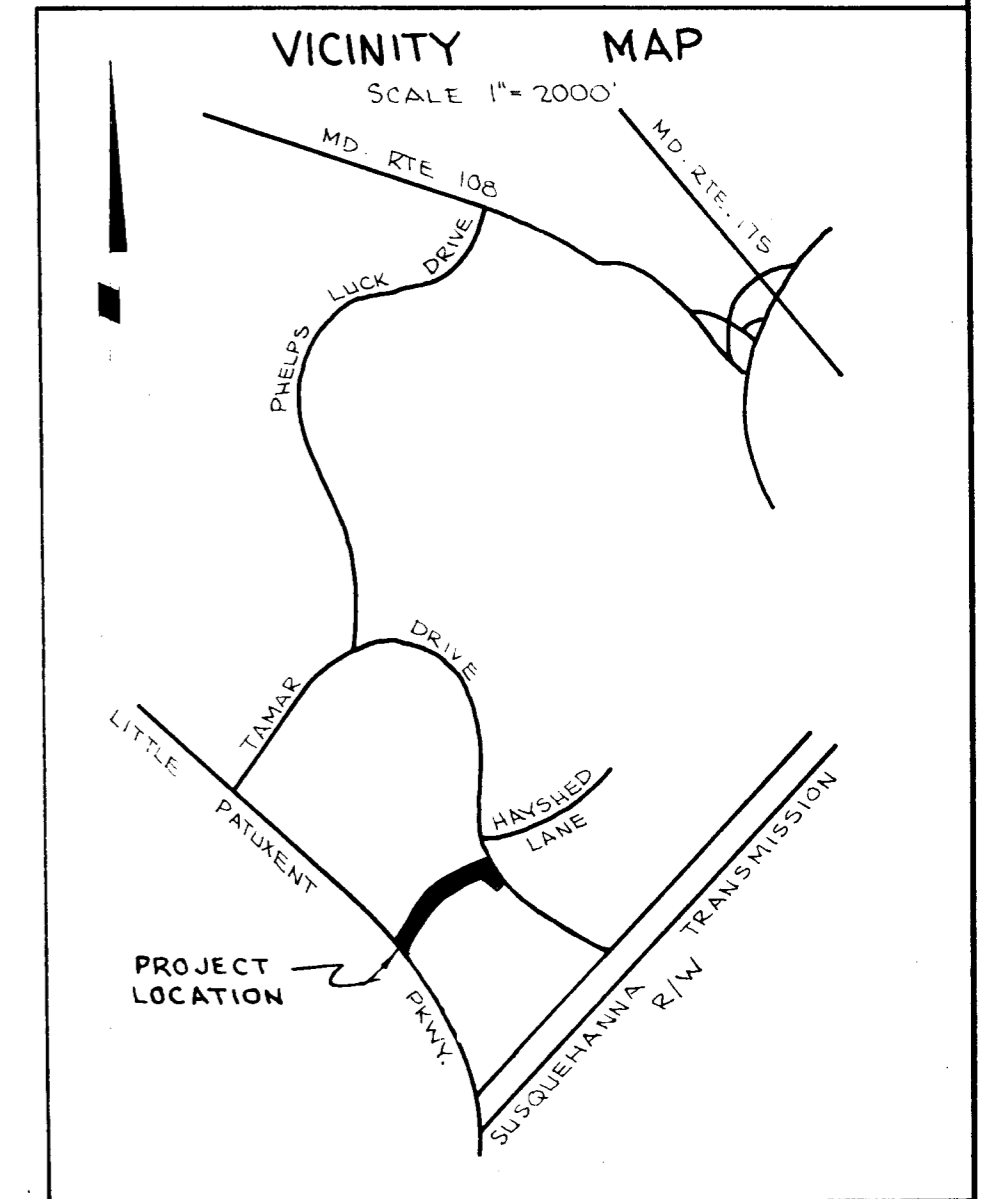 VICINITY MAP
SCALE 1"= 2000'
MD. RTE 108
MD. RTE. 175
PHELPS LUCK DRIVE
TAMAR DRIVE
LITTLE PATUXENT PKWY.
HAYSHED
LANE
PROJECT
LOCATION
SUSQUEHANNA TRANSMISSION
R/W